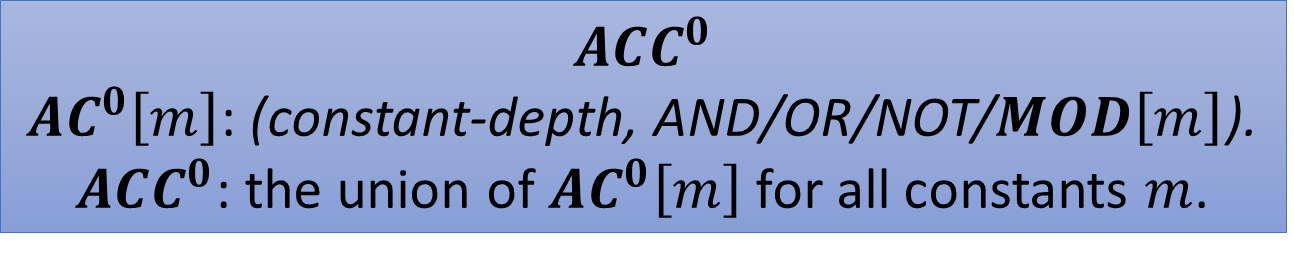 ACC⁰
AC⁰[m]: (constant-depth, AND/OR/NOT/MOD[m]).
ACC⁰: the union of AC⁰[m] for all constants m.